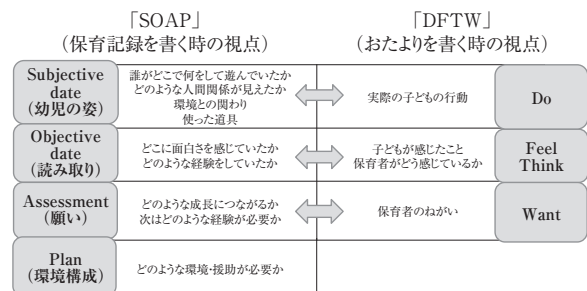 「SOAP」
(保育記録を書く時の視点)
「DFTW」
(おたよりを書く時の視点)
Subjective
date
(幼児の姿)
誰がどこで何をして遊んでいたか
どのような人間関係が見えたか
環境との関わり
使った道具
実際の子どもの行動
Do
Objective
date
(読み取り)
どこに面白さを感じていたか
どのような経験をしていたか
子どもが感じたこと
保育者がどう感じているか
Feel
Think
Assessment
(願い)
どのような成長につながるか
次はどのような経験が必要か
保育者のねがい
Want
Plan
(環境構成)
どのような環境・援助が必要か